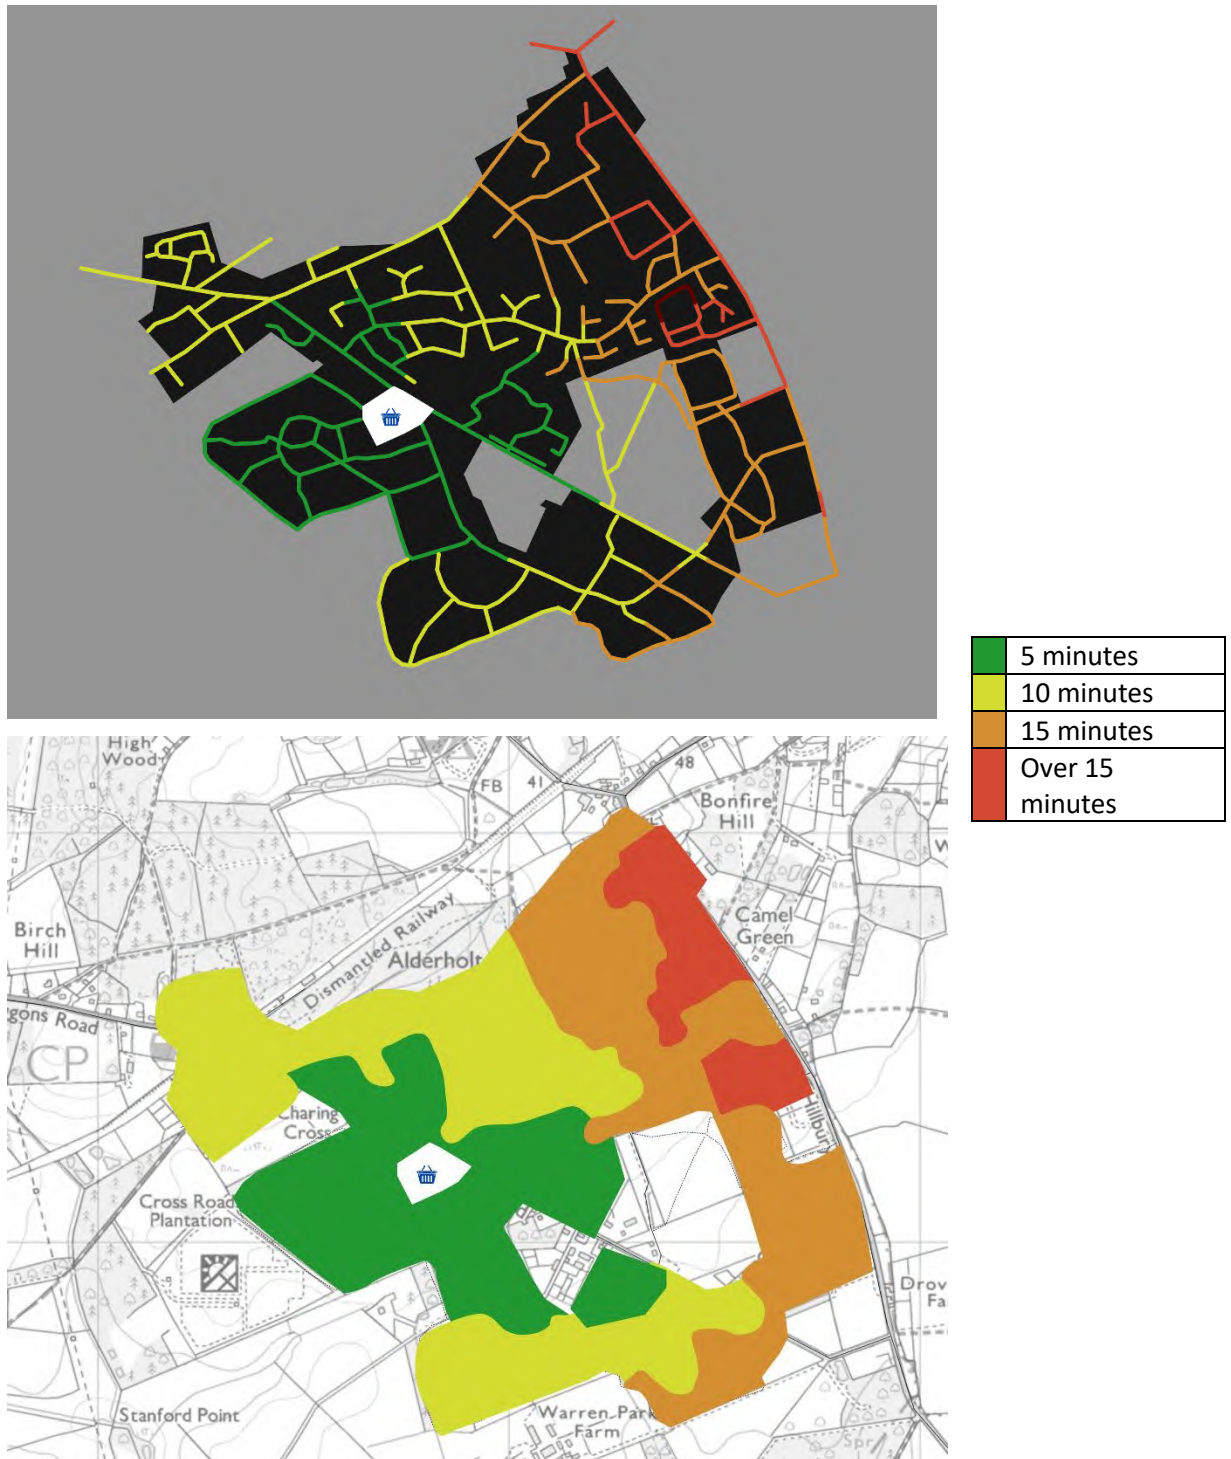 5 minutes
10 minutes
15 minutes
Over 15
minutes
High
Wood
FB
41
48
Bonfire
Hill
Birch
Hill
Camel
Green
Dismantled Railway
Alderholt
gons Road
CP
Charing
Cross
Hillbury
Cross Road
Plantation
Drov
Fa
Stanford Point
Warren Park
Farm
Spr
W